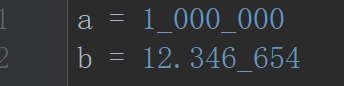 1 a = 1_000_000
2 b = 12.346_654